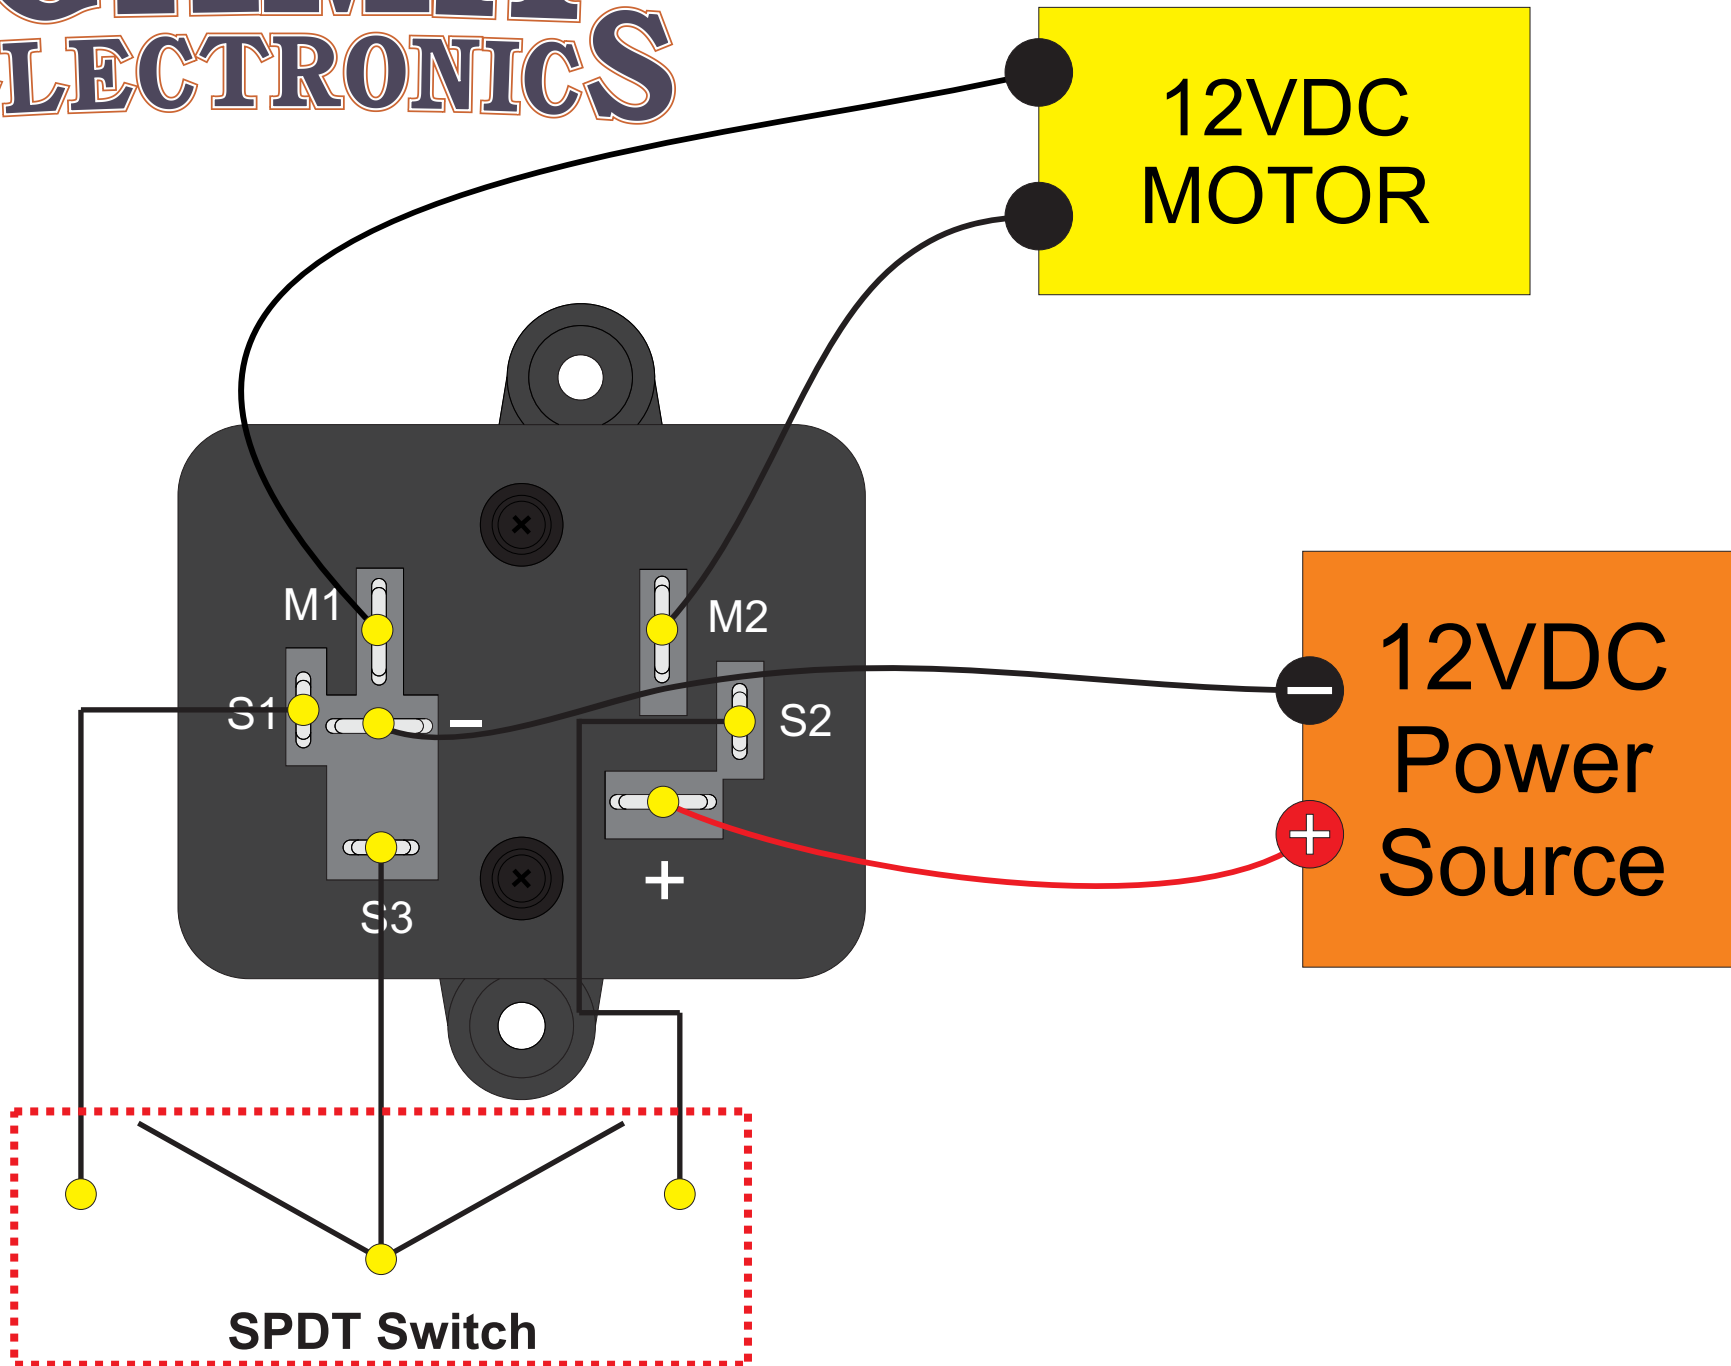 LECTRONICS
12VDC
MOTOR
M1
M2
S1
−
S2
S3
+
−
12VDC
Power
+
Source
SPDT Switch